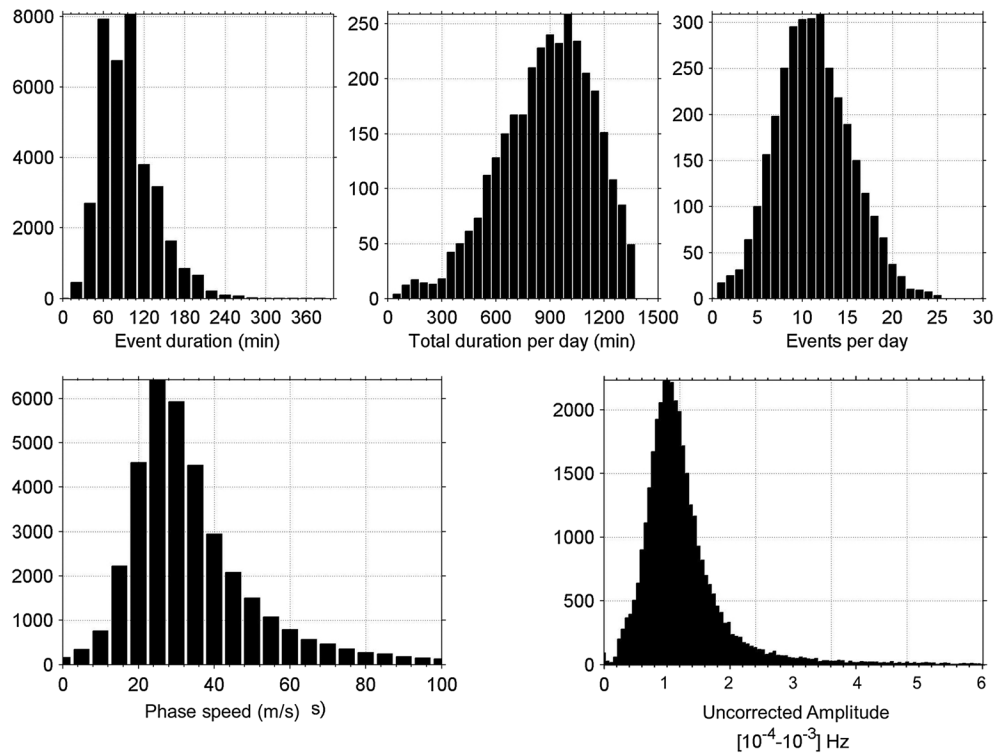 8000
6000
4000
2000
0
0 60 120 180 240 300 360
Event duration (min)
250
200
150
100
50
0
0 300 600 900 1200 1500
Total duration per day (min)
300
250
200
150
100
50
0
0 5 10 15 20 25 30
Events per day
6000
5000
4000
3000
2000
1000
0
0 20 40 60 80 100
Phase speed (m/s) s)
2000
1500
1000
500
0
0 1 2 3 4 5 6
Uncorrected Amplitude
[10⁻⁴-10⁻³] Hz